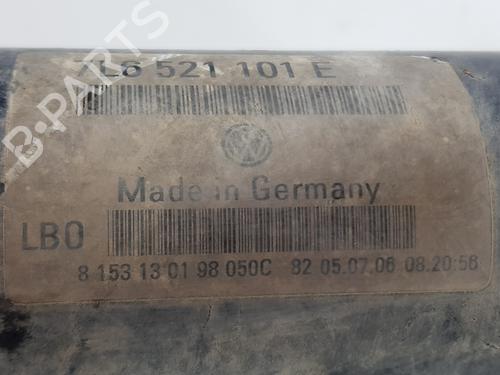 7L6 521 101 E
Made in Germany
LBO
8 153 13 01 98 050C 82 05.07.06 08.20:56
B-PARTS